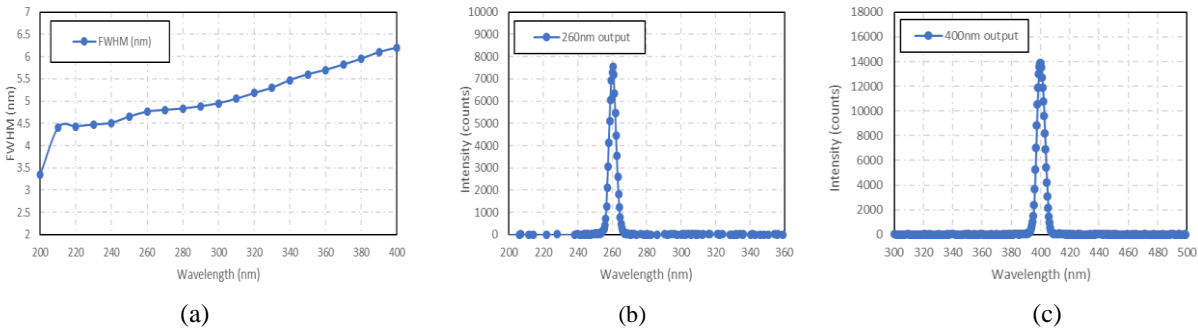 FWHM (nm)
FWHM (nm)
7
6.5
6
5.5
5
4.5
4
3.5
3
2.5
2
200 220 240 260 280 300 320 340 360 380 400
Wavelength (nm)
(a)
260nm output
Intensity (counts)
10000
9000
8000
7000
6000
5000
4000
3000
2000
1000
0
200 220 240 260 280 300 320 340 360
Wavelength (nm)
(b)
400nm output
Intensity (counts)
18000
16000
14000
12000
10000
8000
6000
4000
2000
0
300 320 340 360 380 400 420 440 460 480 500
Wavelength (nm)
(c)